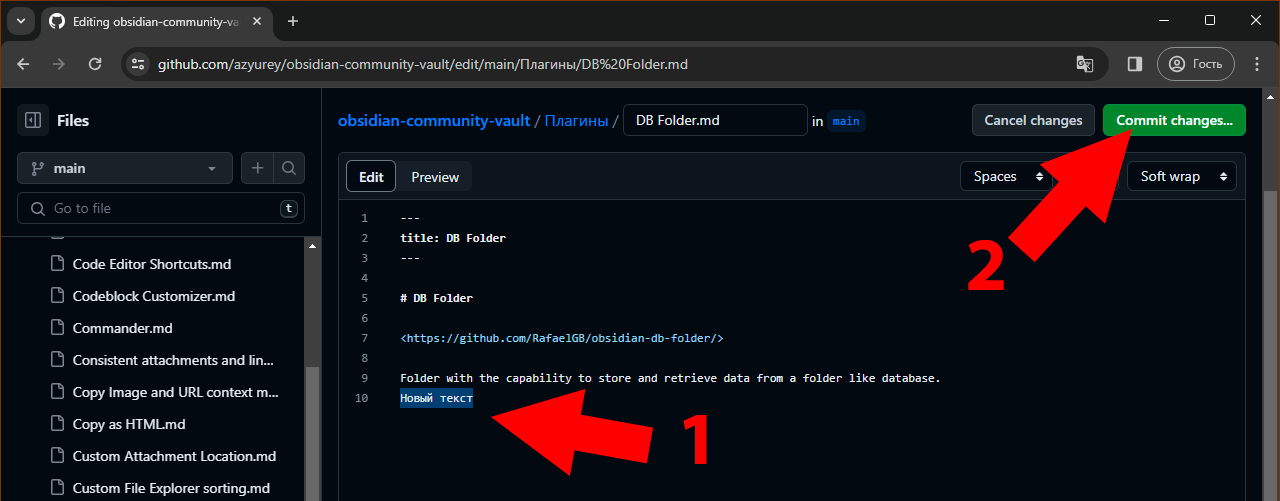 Editing obsidian-community-va
github.com/azyurey/obsidian-community-vault/edit/main/Плагины/DB%20Folder.md
Гость
Files
obsidian-community-vault / Плагины / DB Folder.md in main
Cancel changes
Commit changes...
main
Go to file
t
Edit
Preview
Spaces
Soft wrap
Code Editor Shortcuts.md
Codeblock Customizer.md
Commander.md
Consistent attachments and lin...
Copy Image and URL context m...
Copy as HTML.md
Custom Attachment Location.md
Custom File Explorer sorting.md
1 ---
2 title: DB Folder
3 ---
4
5 # DB Folder
6
7 <https://github.com/RafaelGB/obsidian-db-folder/>
8
9 Folder with the capability to store and retrieve data from a folder like database.
10 Новый текст
1
2